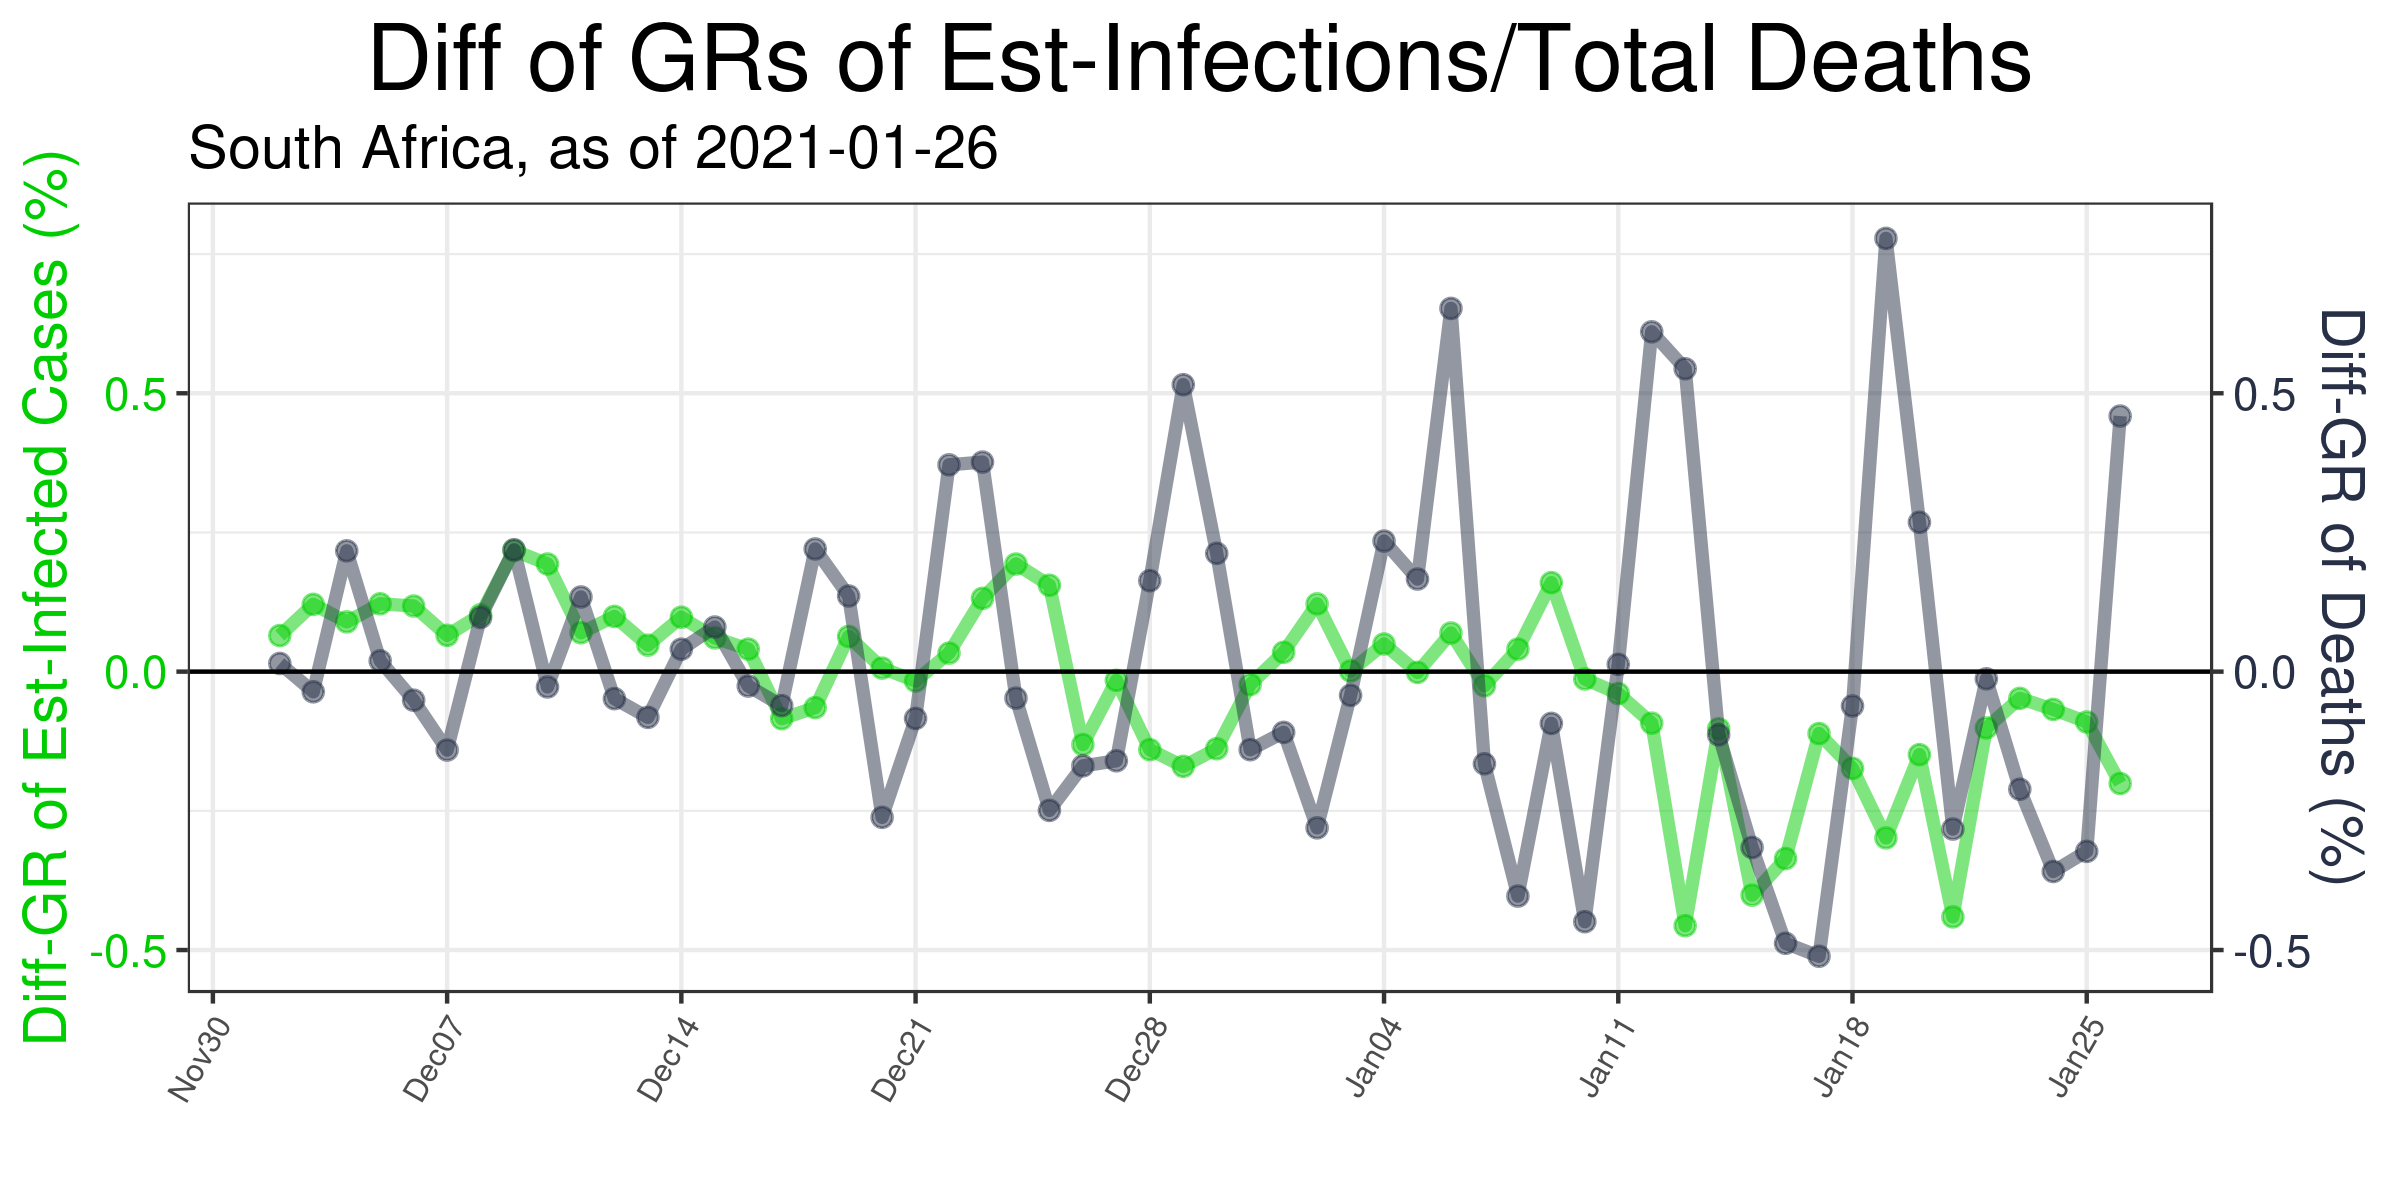 Diff of GRs of Est-Infections/Total Deaths
South Africa, as of 2021-01-26
Diff-GR of Est-Infected Cases (%)
0.5
0.0
-0.5
0.5
0.0
-0.5
Diff-GR of Deaths (%)
Nov30
Dec07
Dec14
Dec21
Dec28
Jan04
Jan11
Jan18
Jan25